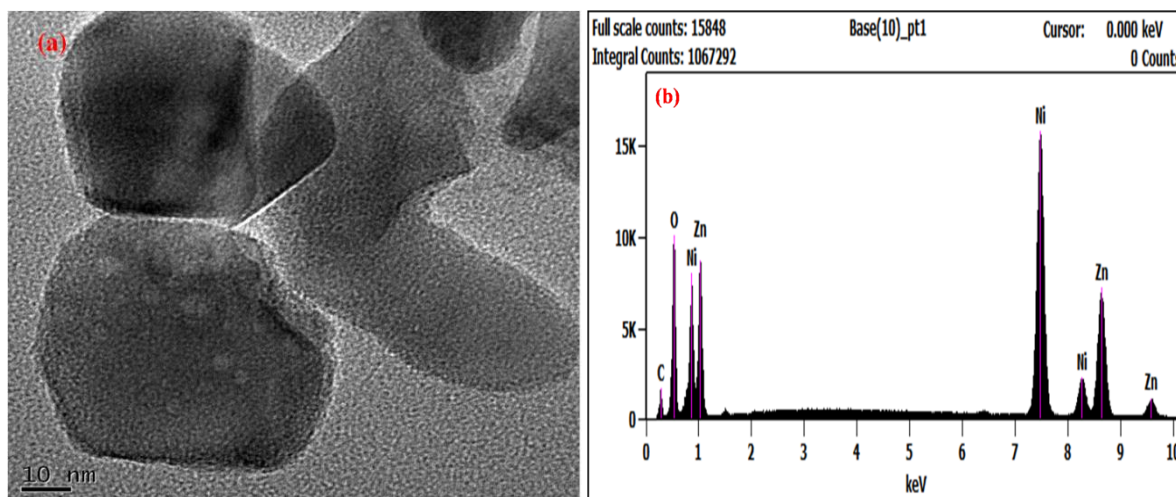 (a)
10 nm
Full scale counts: 15848 Base(10)_pt1 Cursor: 0.000 keV
Integral Counts: 1067292 0 Counts
(b)
Ni
15K
O
Zn
10K
Ni
Zn
5K
C
Ni
Zn
0
0 1 2 3 4 5 6 7 8 9 10
keV